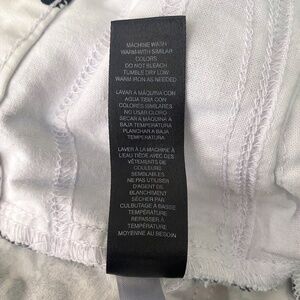 MACHINE WASH
WARM-WITH SIMILAR
COLORS
DO NOT BLEACH
TUMBLE DRY LOW
WARM IRON AS NEEDED
LAVAR A MÁQUINA CON
AGUA TIBIA CON
COLORES SIMILARES
NO USAR CLORO
SECAR A MÁQUINA A
BAJA TEMPERATURA
PLANCHAR A BAJA
TEMPERATURA
LAVER À LA MACHINE À
L'EAU TIÈDE AVEC DES
VÊTEMENTS DE
COULEURS
SEMBLABLES
NE PAS UTILISER
D'AGENT DE
BLANCHIMENT
SÉCHER PAR
CULBUTAGE À BASSE
TEMPÉRATURE
REPASSER À
TEMPÉRATURE
MOYENNE AU BESOIN